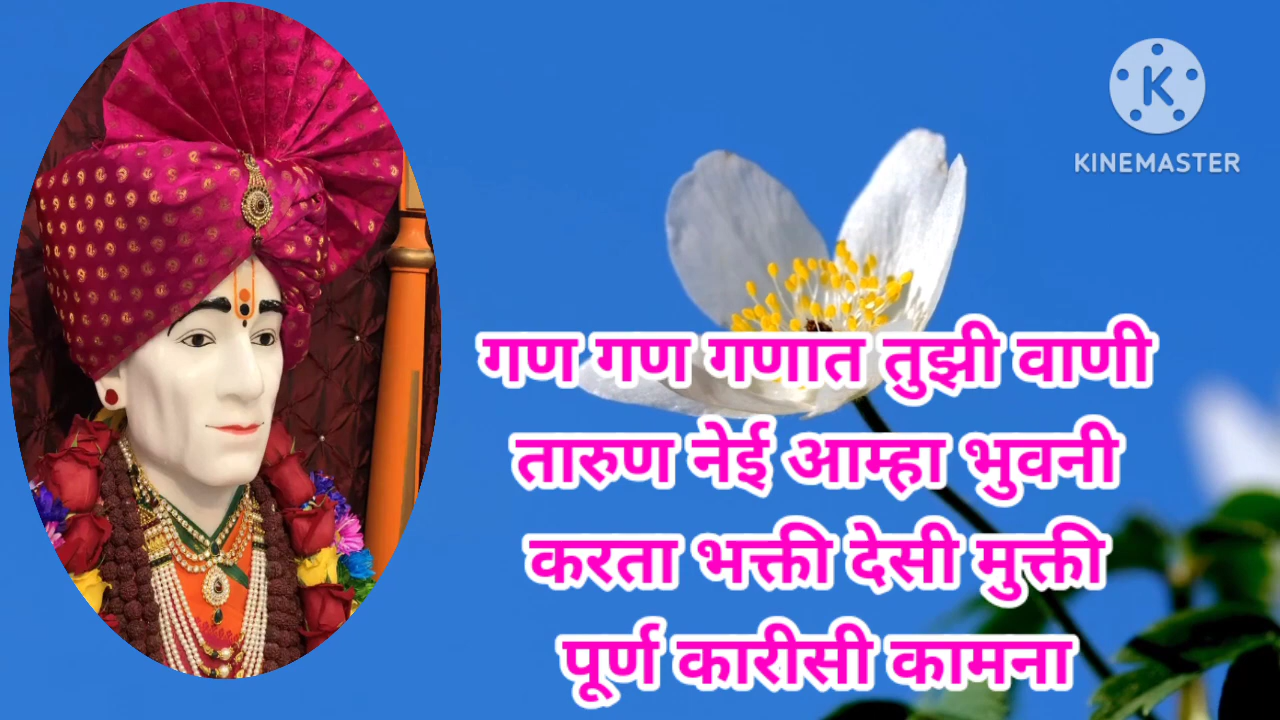 KINEMASTER
गण गण गणात तुझी वाणी
तारुण नेई आम्हा भुवनी
करता भक्ती देसी मुक्ती
पूर्ण कारीसी कामना